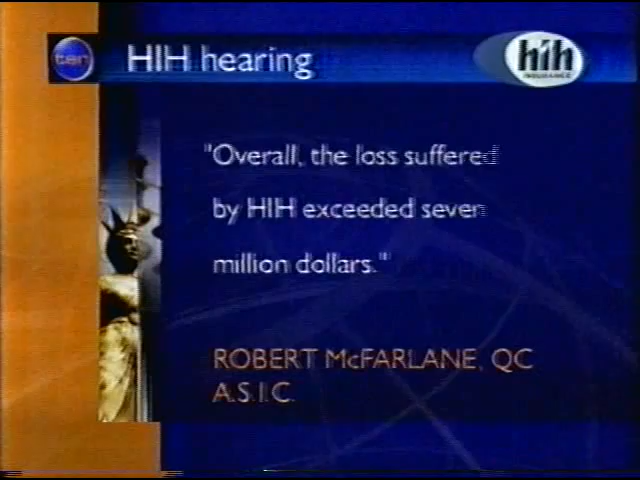 ten
HIH hearing
hih
INSURANCE
"Overall, the loss suffered
by HIH exceeded seven
million dollars."
ROBERT McFARLANE, QC
A.S.I.C.